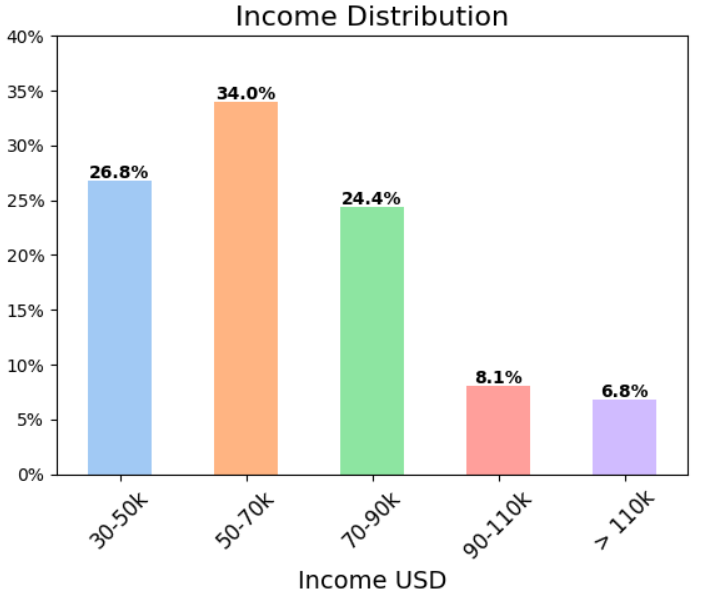 Income Distribution
40%
35%
30%
25%
20%
15%
10%
5%
0%
26.8%
34.0%
24.4%
8.1%
6.8%
30-50k
50-70k
70-90k
90-110k
> 110k
Income USD